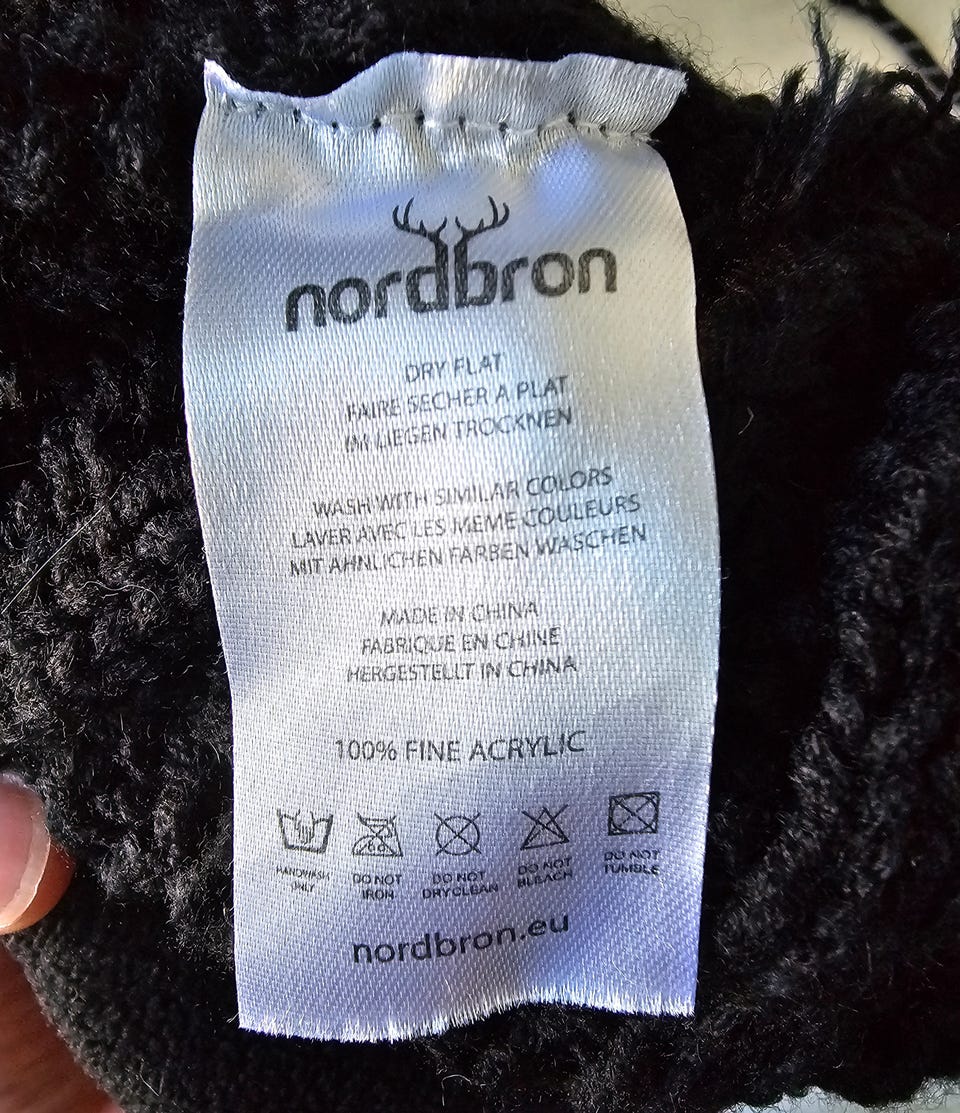 nordbron
DRY FLAT
FAIRE SECHER A PLAT
IM LIEGEN TROCKNEN
WASH WITH SIMILAR COLORS
LAVER AVEC LES MEME COULEURS
MIT AHNLICHEN FARBEN WASCHEN
MADE IN CHINA
FABRIQUE EN CHINE
HERGESTELLT IN CHINA
100% FINE ACRYLIC
HANDWASH ONLY
DO NOT IRON
DO NOT DRYCLEAN
DO NOT BLEACH
DO NOT TUMBLE
nordbron.eu